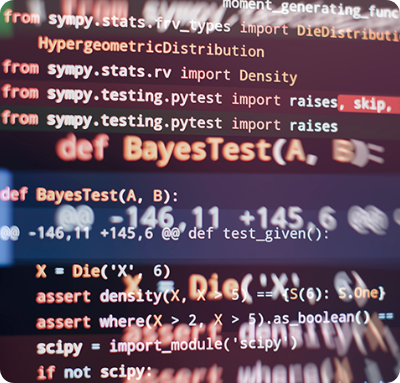 moment_generating_func
from sympy.stats.frv_types import DieDistributi
HypergeometricDistribution
from sympy.stats.rv import Density
from sympy.testing.pytest import raises, skip,
from sympy.testing.pytest import raises
def BayesTest(A, B):
def BayesTest(A, B):
@@ -146,11 +145,6 @@
@@ -146,11 +145,6 @@ def test_given():
X = Die('X', 6)
X = Die('X', 6)
assert density(X, X > 5) == {S(6): S.One}
assert where(X > 2, X > 5).as_boolean() ==
scipy = import_module('scipy')
if not scipy: